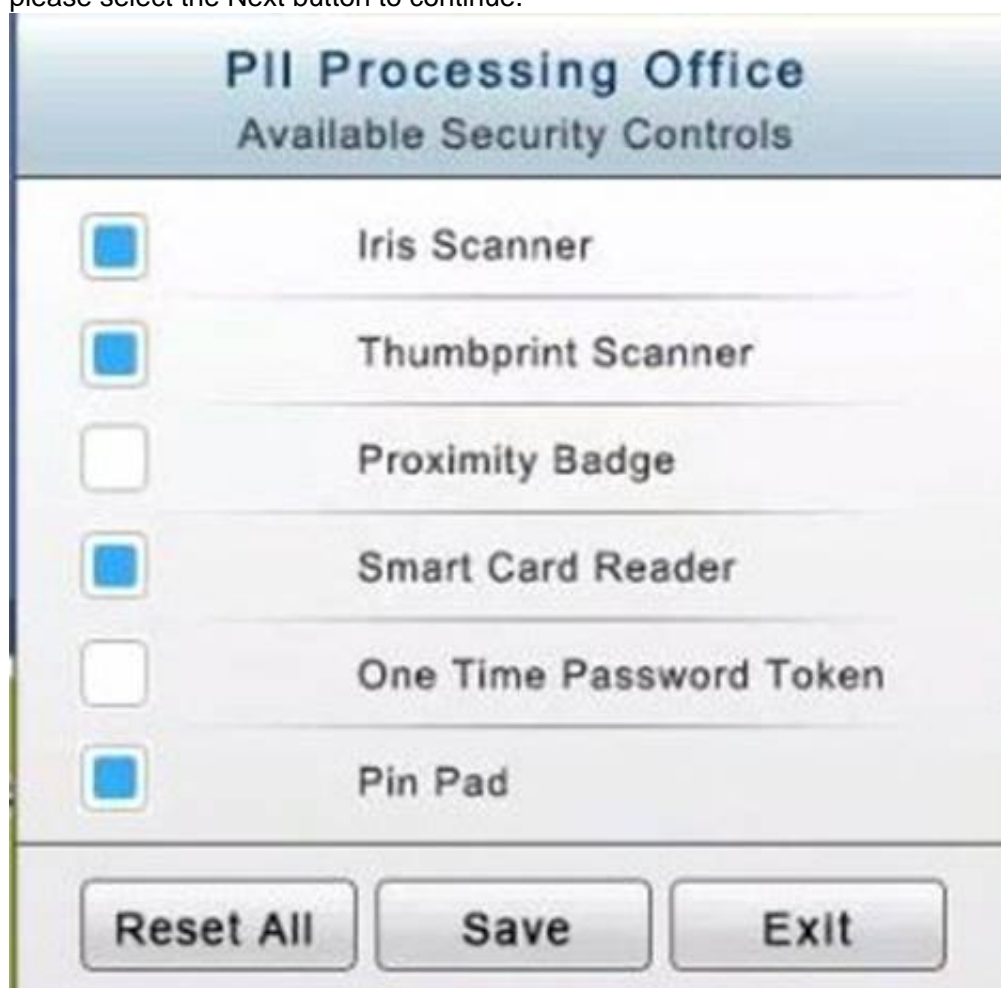 please select the Next button to continue.
PII Processing Office
Available Security Controls
Iris Scanner
Thumbprint Scanner
Proximity Badge
Smart Card Reader
One Time Password Token
Pin Pad
Reset All Save Exit